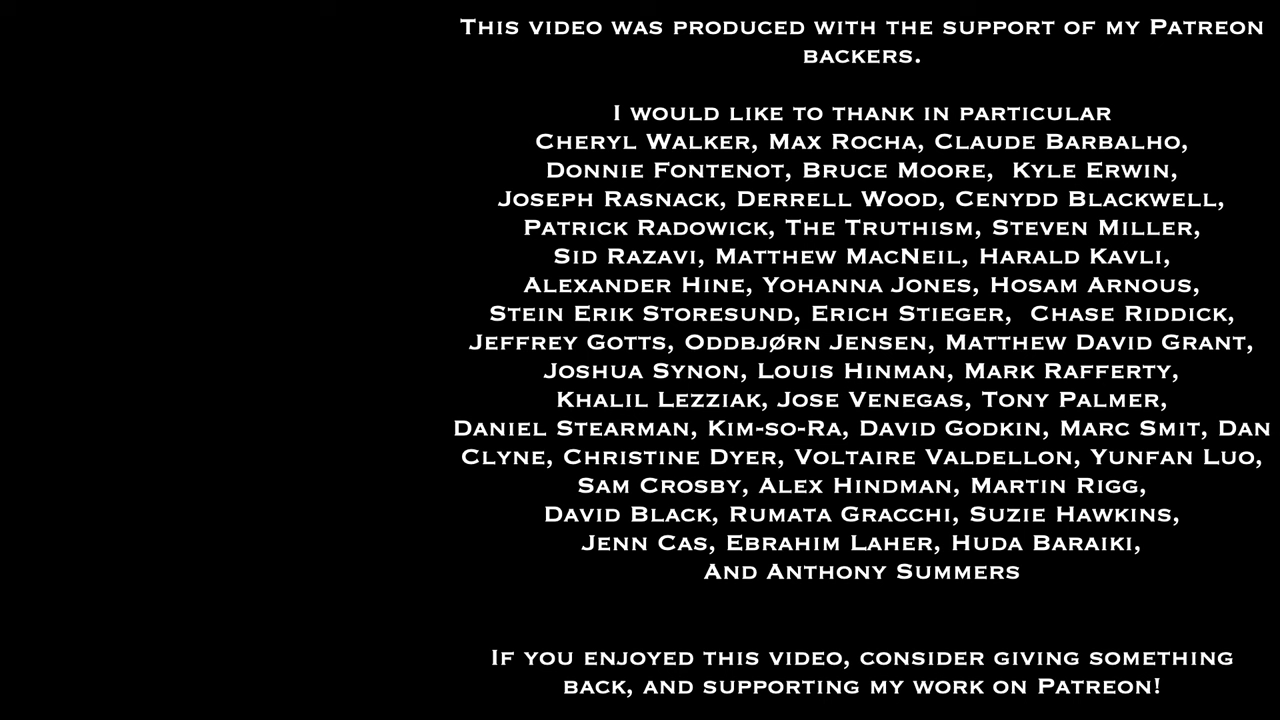 This video was produced with the support of my Patreon
backers.
I would like to thank in particular
Cheryl Walker, Max Rocha, Claude Barbalho,
Donnie Fontenot, Bruce Moore,  Kyle Erwin,
Joseph Rasnack, Derrell Wood, Cenydd Blackwell,
Patrick Radowick, The Truthism, Steven Miller,
Sid Razavi, Matthew MacNeil, Harald Kavli,
Alexander Hine, Yohanna Jones, Hosam Arnous,
Stein Erik Storesund, Erich Stieger,  Chase Riddick,
Jeffrey Gotts, Oddbjørn Jensen, Matthew David Grant,
Joshua Synon, Louis Hinman, Mark Rafferty,
Khalil Lezziak, Jose Venegas, Tony Palmer,
Daniel Stearman, Kim-so-Ra, David Godkin, Marc Smit, Dan
Clyne, Christine Dyer, Voltaire Valdellon, Yunfan Luo,
Sam Crosby, Alex Hindman, Martin Rigg,
David Black, Rumata Gracchi, Suzie Hawkins,
Jenn Cas, Ebrahim Laher, Huda Baraiki,
And Anthony Summers
If you enjoyed this video, consider giving something
back, and supporting my work on Patreon!